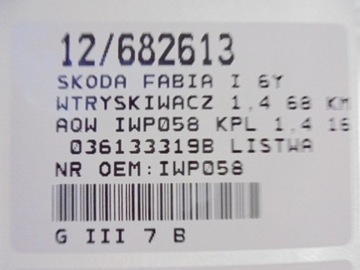 12/682613
SKODA FABIA I 6Y
WTRYSKIWACZ 1,4 68 KM
AQW IWP058 KPL 1.4 16
036133319B LISTWA
NR OEM:IWP058
G III 7 B